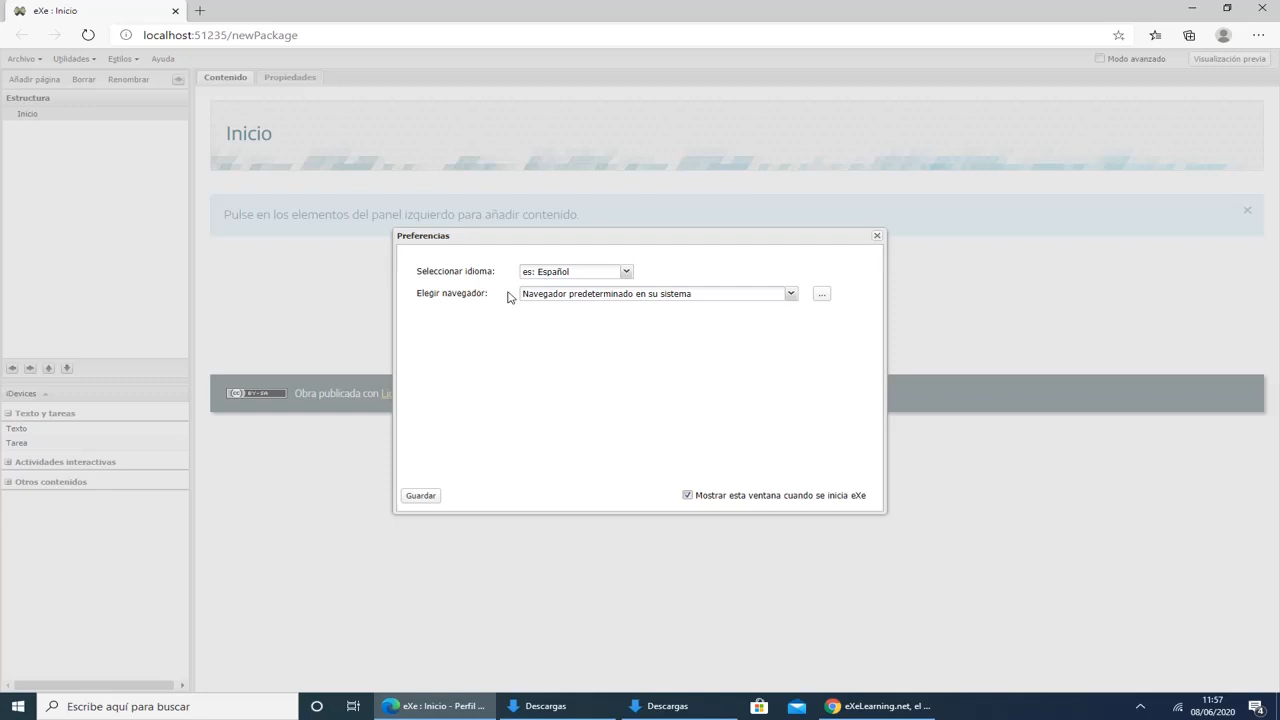 eXe : Inicio
localhost:51235/newPackage
Archivo Utilidades Estilos Ayuda
Modo avanzado Visualización previa
Añadir página Borrar Renombrar
Contenido Propiedades
Estructura
Inicio
Inicio
Pulse en los elementos del panel izquierdo para añadir contenido.
Preferencias
Seleccionar idioma: es: Español
Elegir navegador: Navegador predeterminado en su sistema ...
Guardar
Mostrar esta ventana cuando se inicia eXe
BY-SA Obra publicada con
iDevices
Texto y tareas
Texto
Tarea
Actividades interactivas
Otros contenidos
Escribe aquí para buscar
eXe : Inicio - Perfil ...
Descargas
Descargas
eXeLearning.net, el ...
11:57
08/06/2020
4